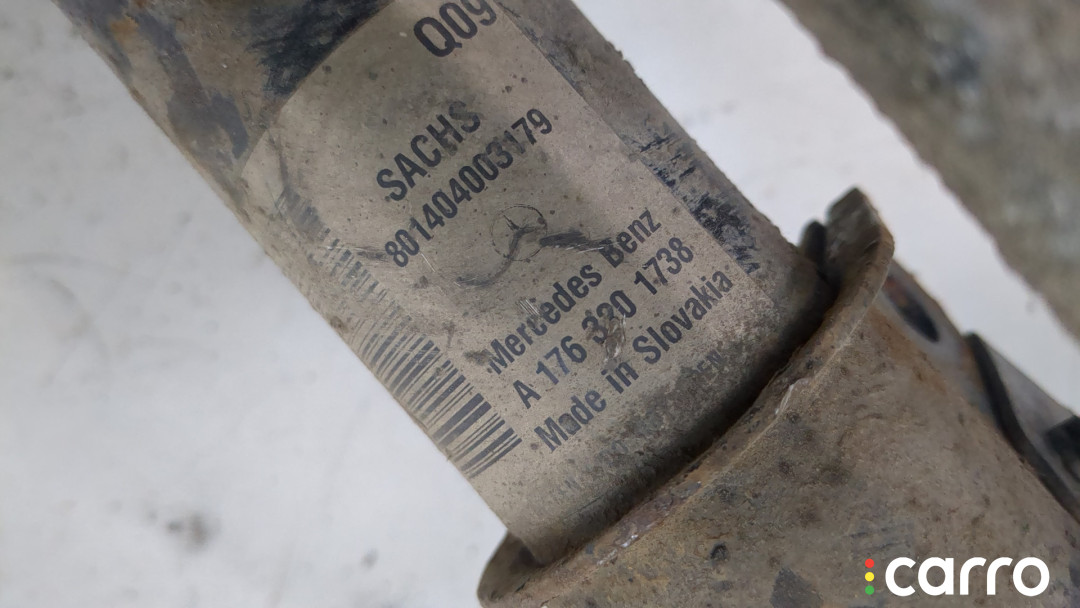 Q09
SACHS
801404003179
Mercedes Benz
A 176 320 1738
Made in Slovakia
carro